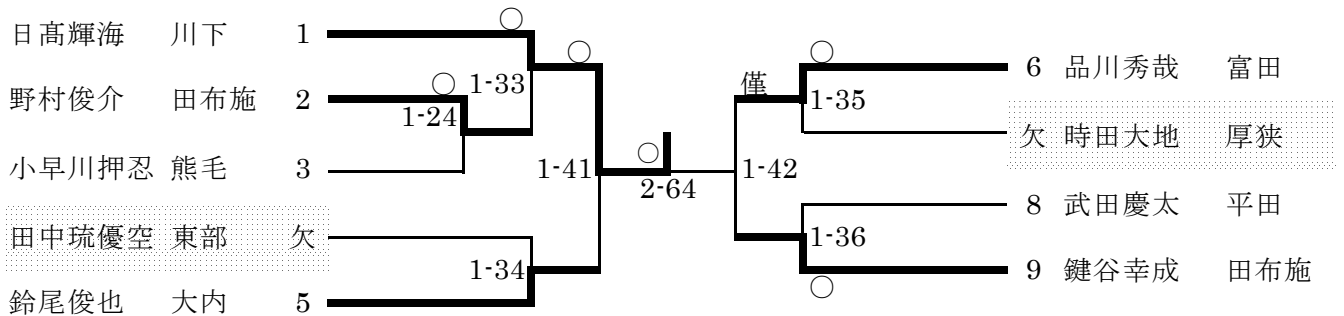 日髙輝海 川下 1
野村俊介 田布施 2
小早川押忍 熊毛 3
田中琉優空 東部 欠
鈴尾俊也 大内 5
○
○
○
1-33
1-24
1-41
1-34
○
2-64
僅
○
1-35
1-42
1-36
○
6 品川秀哉 富田
欠 時田大地 厚狭
8 武田慶太 平田
9 鍵谷幸成 田布施